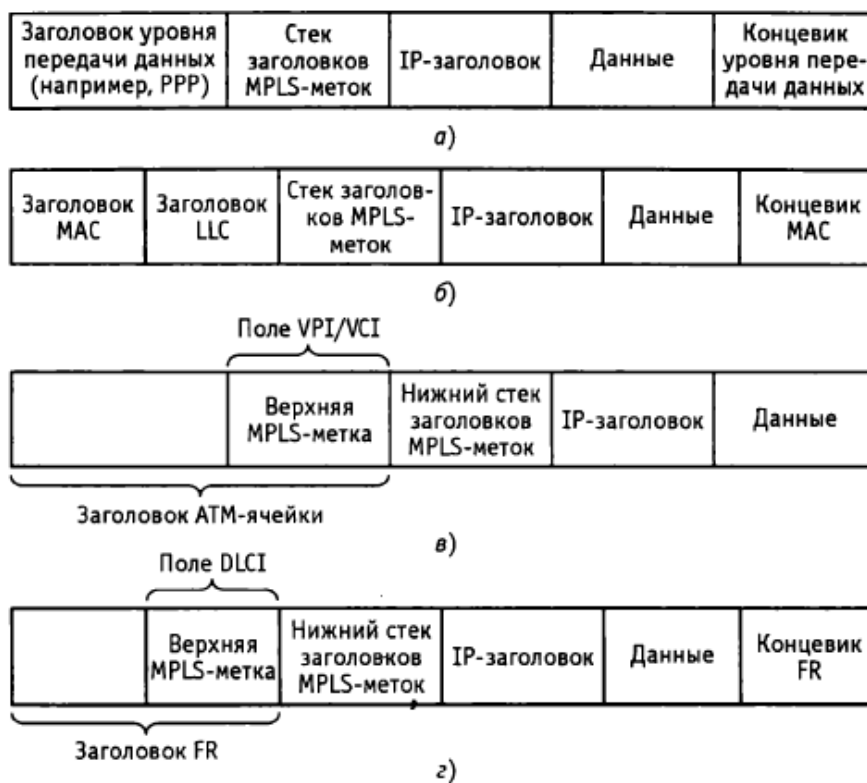 Заголовок уровня
передачи данных
(например, PPP)
Стек
заголовков
MPLS-меток
IP-заголовок
Данные
Концевик
уровня пере-
дачи данных
а)
Заголовок
MAC
Заголовок
LLC
Стек заголов-
ков MPLS-
меток
IP-заголовок
Данные
Концевик
MAC
б)
Поле VPI/VCI
Верхняя
MPLS-метка
Нижний стек
заголовков
MPLS-меток
IP-заголовок
Данные
Заголовок ATM-ячейки
в)
Поле DLCI
Верхняя
MPLS-метка
Нижний стек
заголовков
MPLS-меток
IP-заголовок
Данные
Концевик
FR
Заголовок FR
г)